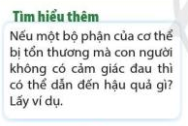 Tìm hiểu thêm
Nếu một bộ phận của cơ thể
bị tổn thương mà con người
không có cảm giác đau thì
có thể dẫn đến hậu quả gì?
Lấy ví dụ.